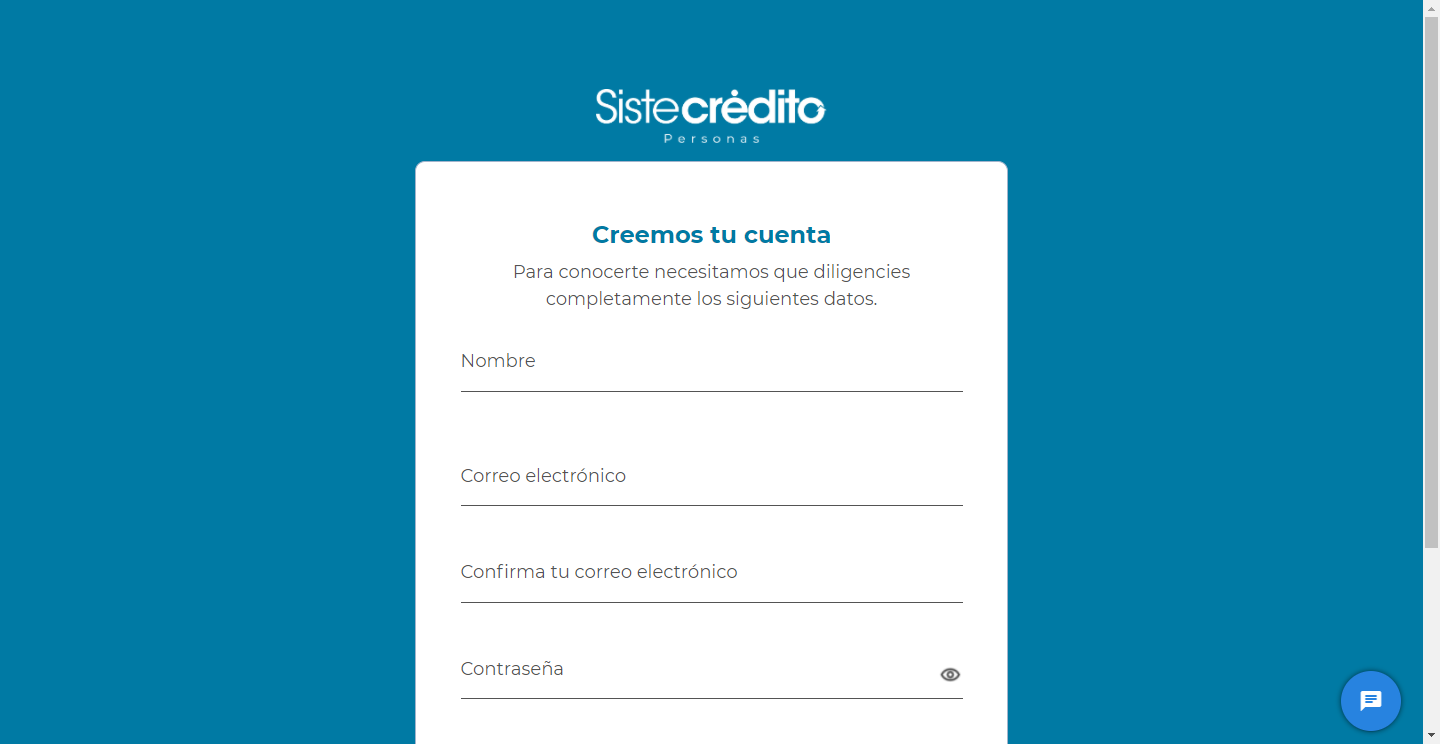 Sistecrédito
Personas
Creemos tu cuenta
Para conocerte necesitamos que diligencies
completamente los siguientes datos.
Nombre
Correo electrónico
Confirma tu correo electrónico
Contraseña